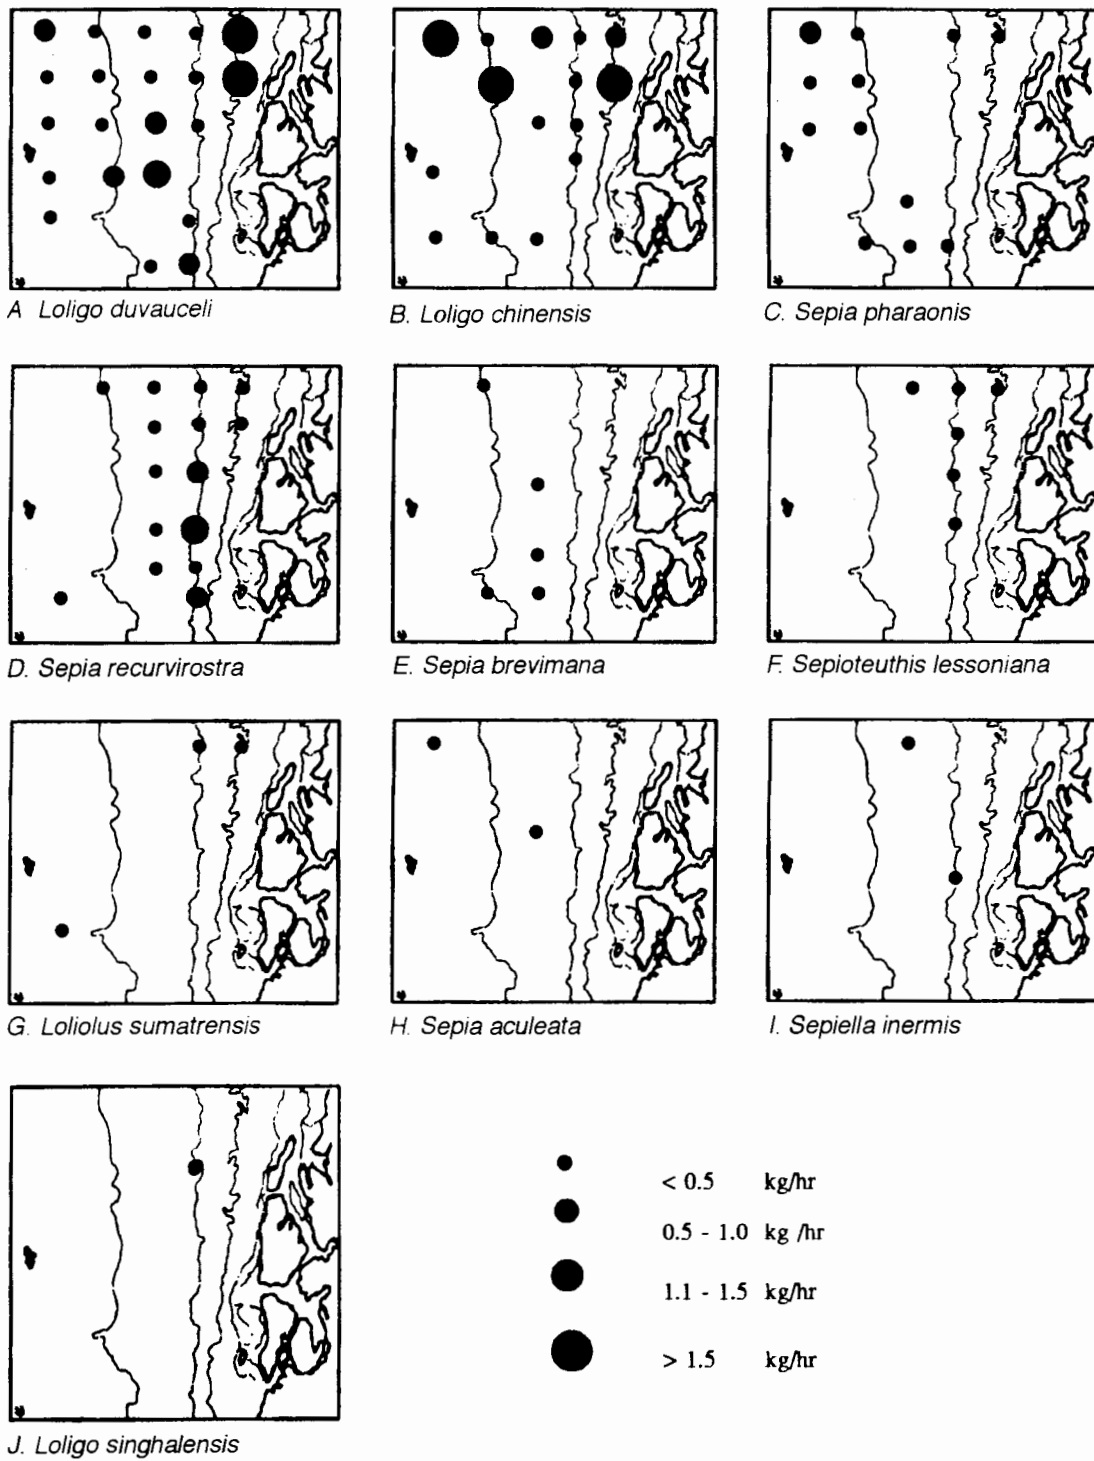 A Loligo duvauceli
B. Loligo chinensis
C. Sepia pharaonis
D. Sepia recurvirostra
E. Sepia brevimana
F. Sepioteuthis lessoniana
G. Loliolus sumatrensis
H. Sepia aculeata
I. Sepiella inermis
J. Loligo singhalensis
< 0.5 kg/hr
0.5 - 1.0 kg /hr
1.1 - 1.5 kg/hr
> 1.5 kg/hr